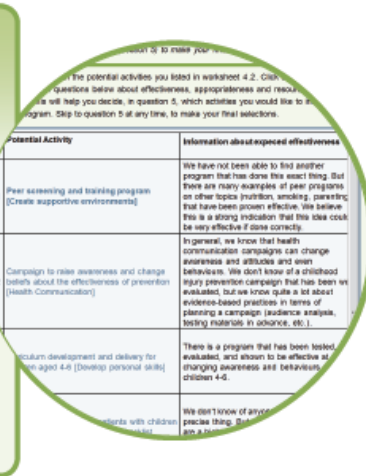 to make your
the potential activities you listed in worksheet 4.2. Click
questions below about effectiveness, appropriateness and
will help you decide, in question 5, which activities you would like to
Skip to question 5 at any time, to make your final selections.
Potential Activity
Information about expeced effectiveness
Peer screening and training program
[Create supportive environments]
We have not been able to find another
program that has done this exact thing. But
there are many examples of peer programs
on other topics (nutrition, smoking, parenting
that have been proven effective. We believe
this is a strong indication that this idea could
be very effective if done correctly.
Campaign to raise awareness and change
beliefs about the effectiveness of prevention
[Health Communication]
In general, we know that health
communication campaigns can change
awareness and attitudes and even
behaviours. We don't know of a childhood
injury prevention campaign that has been
evaluated, but we know quite a lot about
evidence-based practices in terms of
planning a campaign (audience analysis,
testing materials in advance, etc.).
development and delivery for
aged 4-6 [Develop personal skills]
There is a program that has been tested,
evaluated, and shown to be effective at
changing awareness and behaviours
children 4-6.
with children
We don't know of
precise thing.